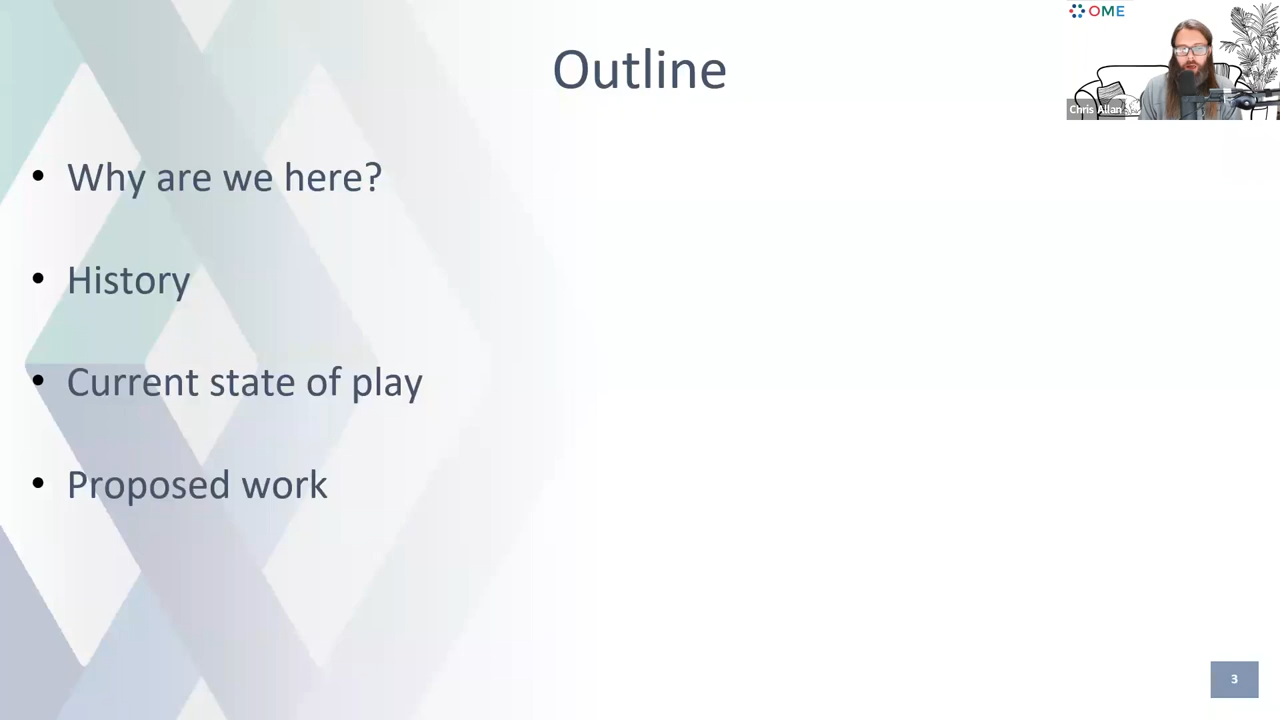 Outline
OME
Chris Allan
• Why are we here?
• History
• Current state of play
• Proposed work
3